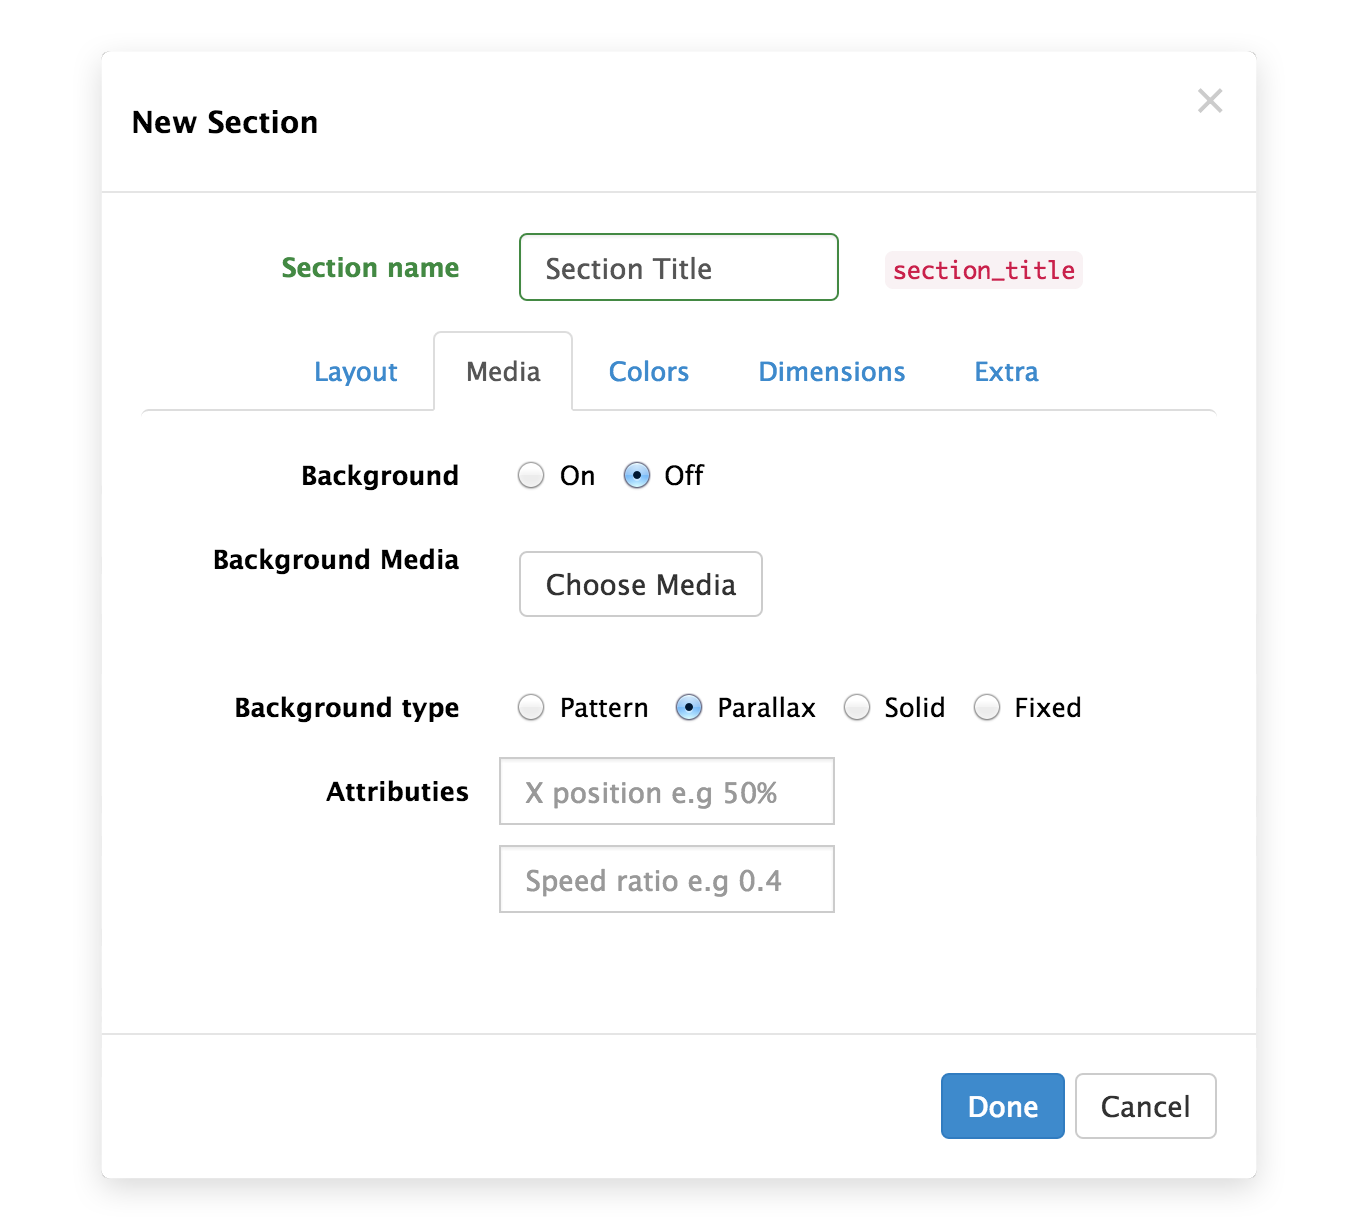 New Section
×
Section name Section Title section_title
Layout Media Colors Dimensions Extra
Background On Off
Background Media
Choose Media
Background type Pattern Parallax Solid Fixed
Attributies X position e.g 50%
Speed ratio e.g 0.4
Done Cancel